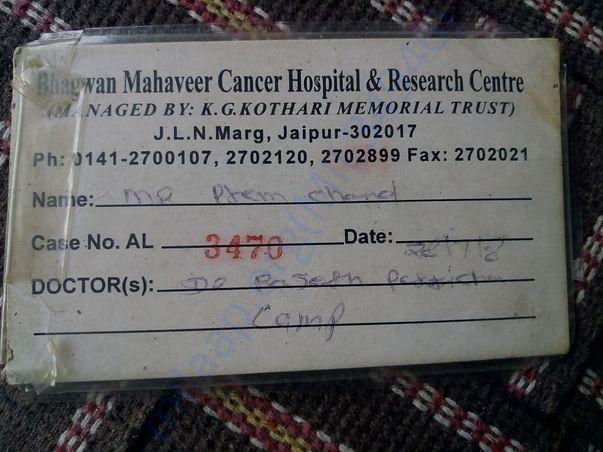 Bhagwan Mahaveer Cancer Hospital & Research Centre
(MANAGED BY: K.G.KOTHARI MEMORIAL TRUST)
J.L.N.Marg, Jaipur-302017
Ph: 0141-2700107, 2702120, 2702899 Fax: 2702021
Name: MR Prem Chand
Case No. AL 3470 Date:
DOCTOR(s): DR
Camp